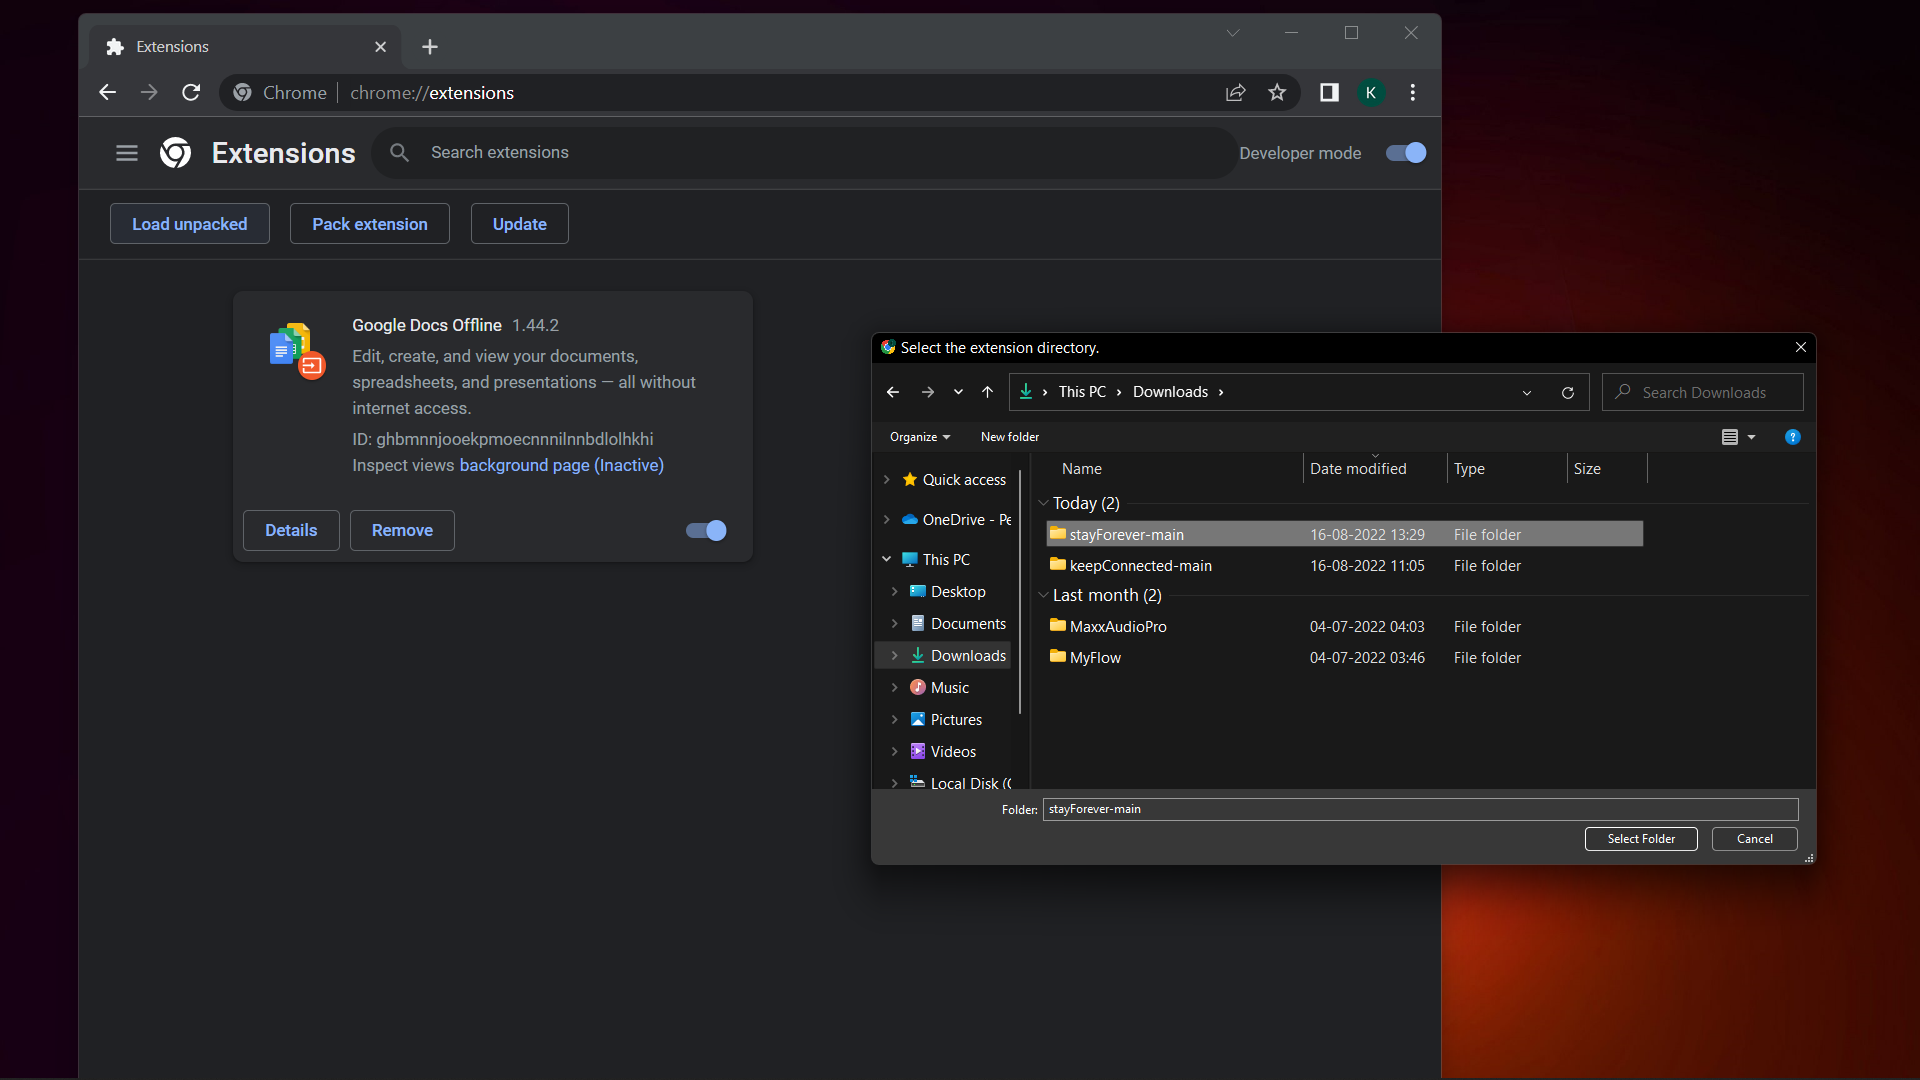 Extensions
Chrome
chrome://extensions
K
Extensions
Search extensions
Developer mode
Load unpacked
Pack extension
Update
Google Docs Offline 1.44.2
Edit, create, and view your documents,
spreadsheets, and presentations — all without
internet access.
ID: ghbmnnjooekpmoecnnnilnnbdlolhkhi
Inspect views background page (Inactive)
Details
Remove
Select the extension directory.
This PC
Downloads
Search Downloads
Organize
New folder
?
Name
Date modified
Type
Size
Quick access
OneDrive - Pe
This PC
Desktop
Documents
Downloads
Music
Pictures
Videos
Local Disk (C
Today (2)
stayForever-main 16-08-2022 13:29 File folder
keepConnected-main 16-08-2022 11:05 File folder
Last month (2)
MaxxAudioPro 04-07-2022 04:03 File folder
MyFlow 04-07-2022 03:46 File folder
Folder: stayForever-main
Select Folder
Cancel